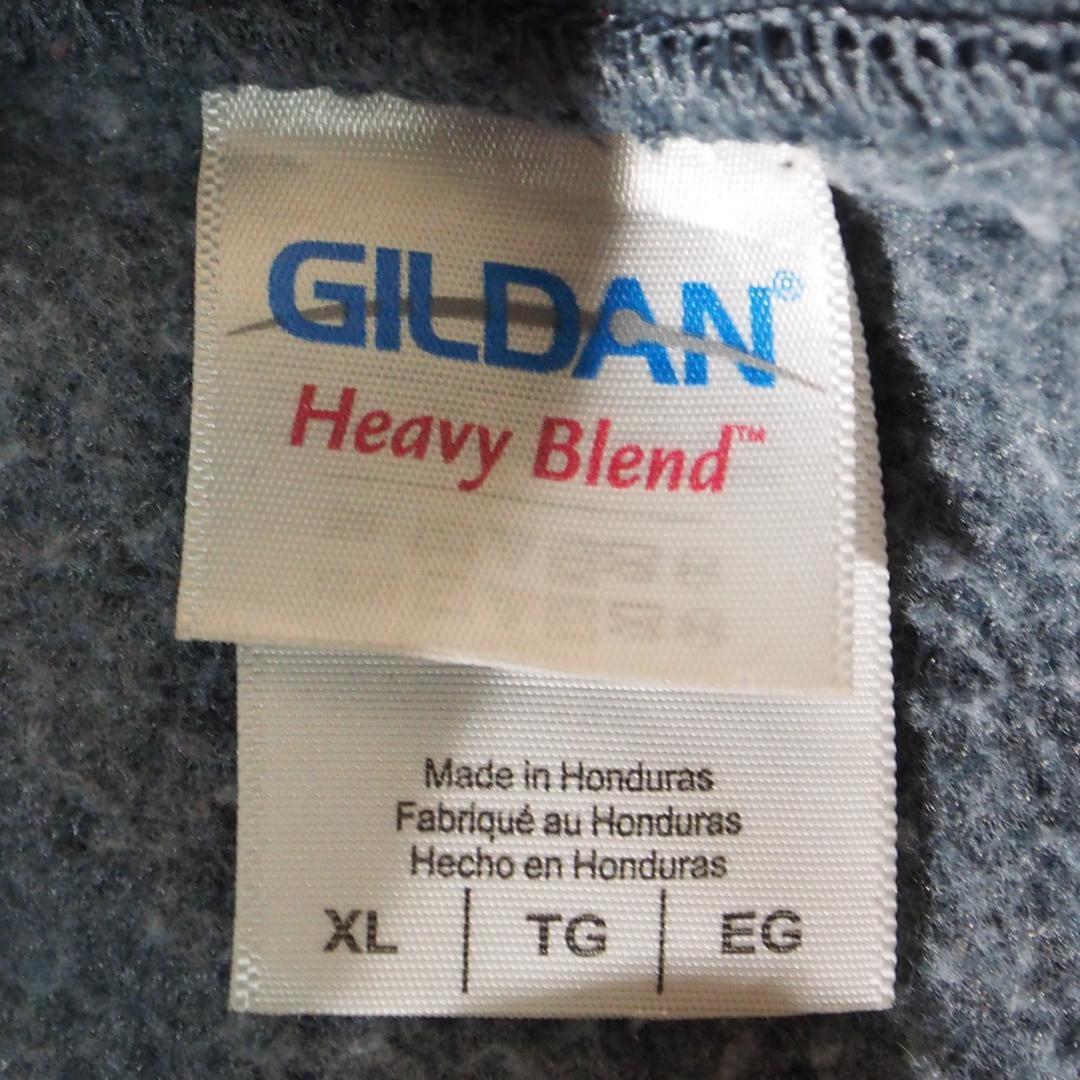 GILDAN®
Heavy Blend™
Made in Honduras
Fabriqué au Honduras
Hecho en Honduras
XL | TG | EG